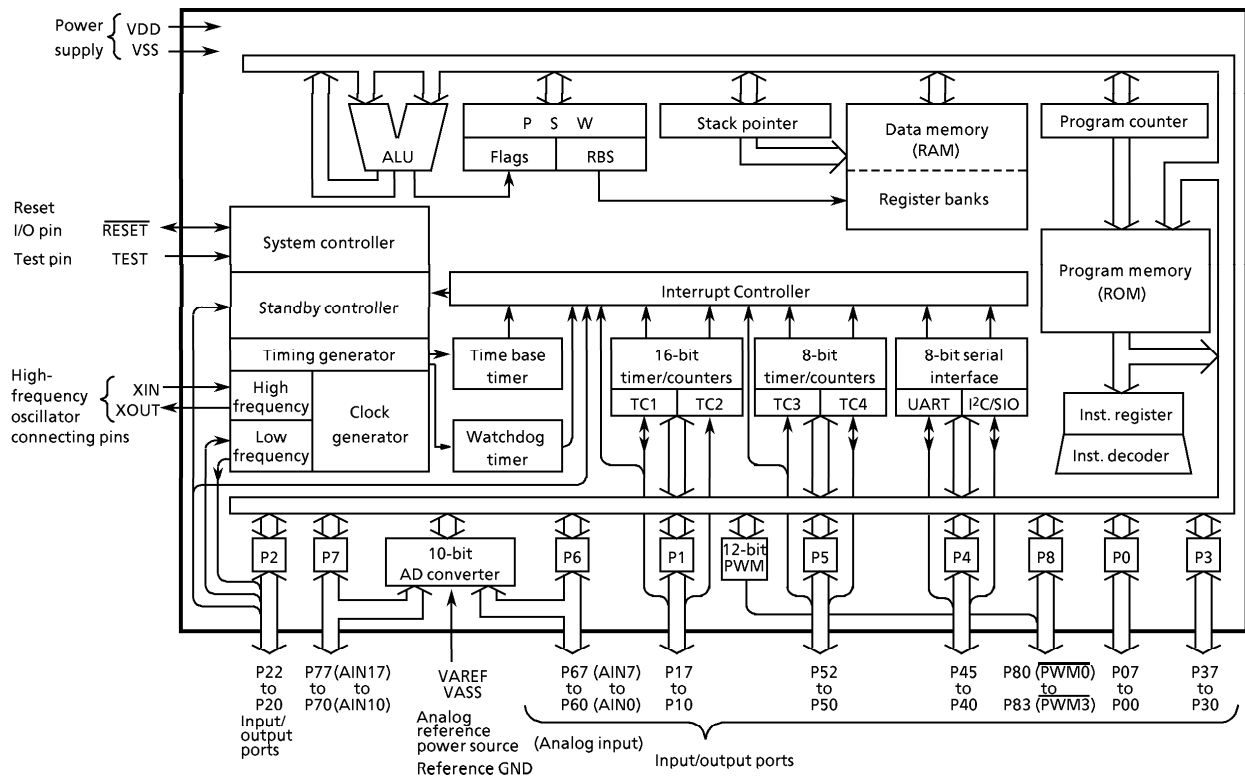 Power supply
VDD
VSS
ALU
P S W
Flags
RBS
Stack pointer
Data memory
(RAM)
Register banks
Program counter
Reset
I/O pin
RESET
Test pin
TEST
System controller
Standby controller
Interrupt Controller
Program memory
(ROM)
Timing generator
Time base
timer
16-bit
timer/counters
TC1
TC2
8-bit
timer/counters
TC3
TC4
8-bit serial
interface
UART
I²C/SIO
High-
frequency
oscillator
connecting pins
XIN
XOUT
High
frequency
Low
frequency
Clock
generator
Watchdog
timer
Inst. register
Inst. decoder
P2
P7
10-bit
AD converter
P6
P1
12-bit
PWM
P5
P4
P8
P0
P3
P22
to
P20
Input/
output
ports
P77 (AIN17)
to to
P70 (AIN10)
VAREF
VASS
Analog
reference
power source
Reference GND
P67 (AIN7)
to to
P60 (AIN0)
(Analog input)
P17
to
P10
P52
to
P50
P45
to
P40
P80 (PWM0)
to to
P83 (PWM3)
P07
to
P00
P37
to
P30
Input/output ports